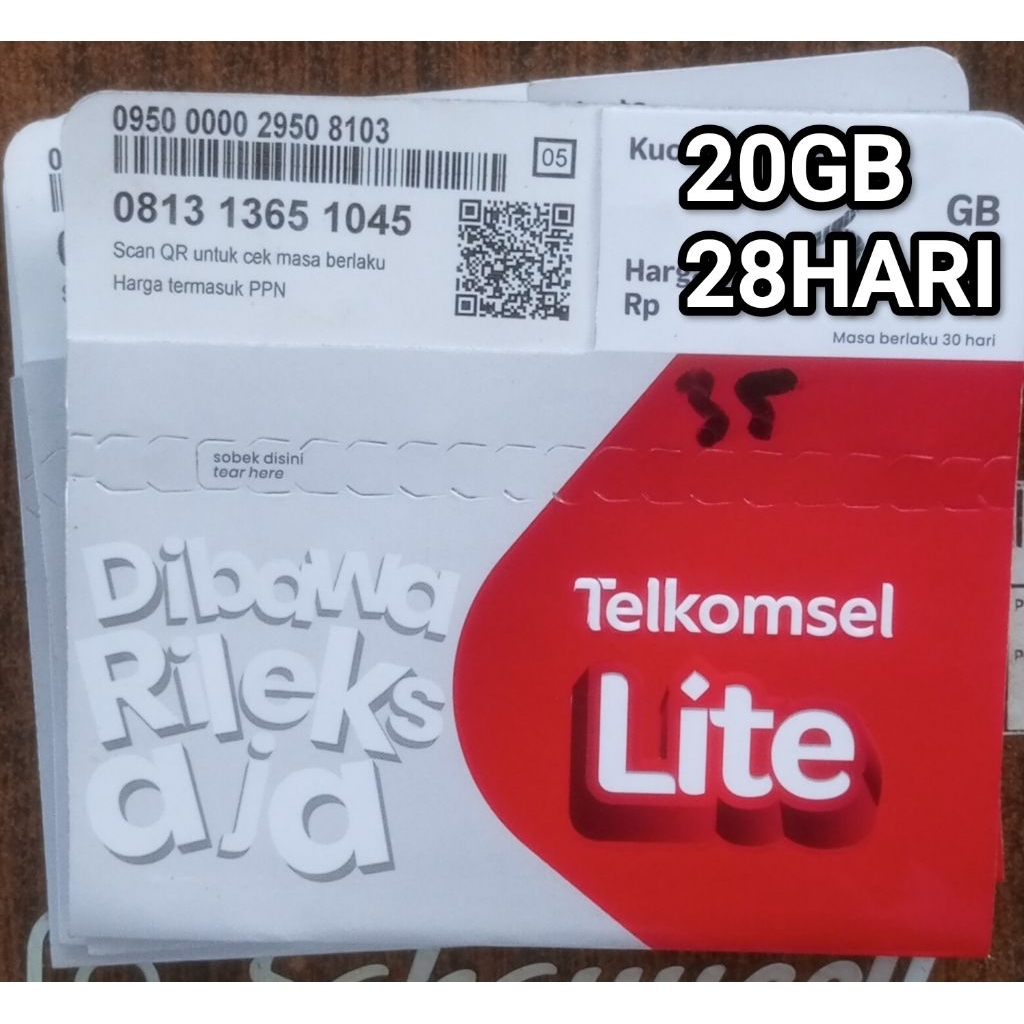 0950 0000 2950 8103
05
0813 1365 1045
Scan QR untuk cek masa berlaku
Harga termasuk PPN
20GB
GB
28HARI
Rp
Masa berlaku 30 hari
35
sobek disini
tear here
Dibawa
Rileks
aja
Telkomsel
Lite